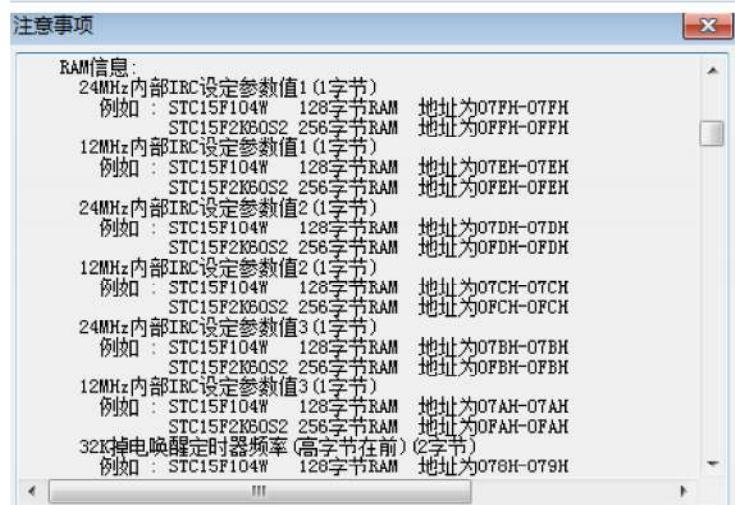 注意事项
RAM信息:
24MHz内部IRC设定参数值1(1字节)
例如 : STC15F104W 128字节RAM 地址为07FH-07FH
STC15F2K60S2 256字节RAM 地址为0FFH-0FFH
12MHz内部IRC设定参数值1(1字节)
例如 : STC15F104W 128字节RAM 地址为07EH-07EH
STC15F2K60S2 256字节RAM 地址为0FEH-0FEH
24MHz内部IRC设定参数值2(1字节)
例如 : STC15F104W 128字节RAM 地址为07DH-07DH
STC15F2K60S2 256字节RAM 地址为0FDH-0FDH
12MHz内部IRC设定参数值2(1字节)
例如 : STC15F104W 128字节RAM 地址为07CH-07CH
STC15F2K60S2 256字节RAM 地址为0FCH-0FCH
24MHz内部IRC设定参数值3(1字节)
例如 : STC15F104W 128字节RAM 地址为07BH-07BH
STC15F2K60S2 256字节RAM 地址为0FBH-0FBH
12MHz内部IRC设定参数值3(1字节)
例如 : STC15F104W 128字节RAM 地址为07AH-07AH
STC15F2K60S2 256字节RAM 地址为0FAH-0FAH
32K掉电唤醒定时器频率(高字节在前)(2字节)
例如 : STC15F104W 128字节RAM 地址为078H-079H